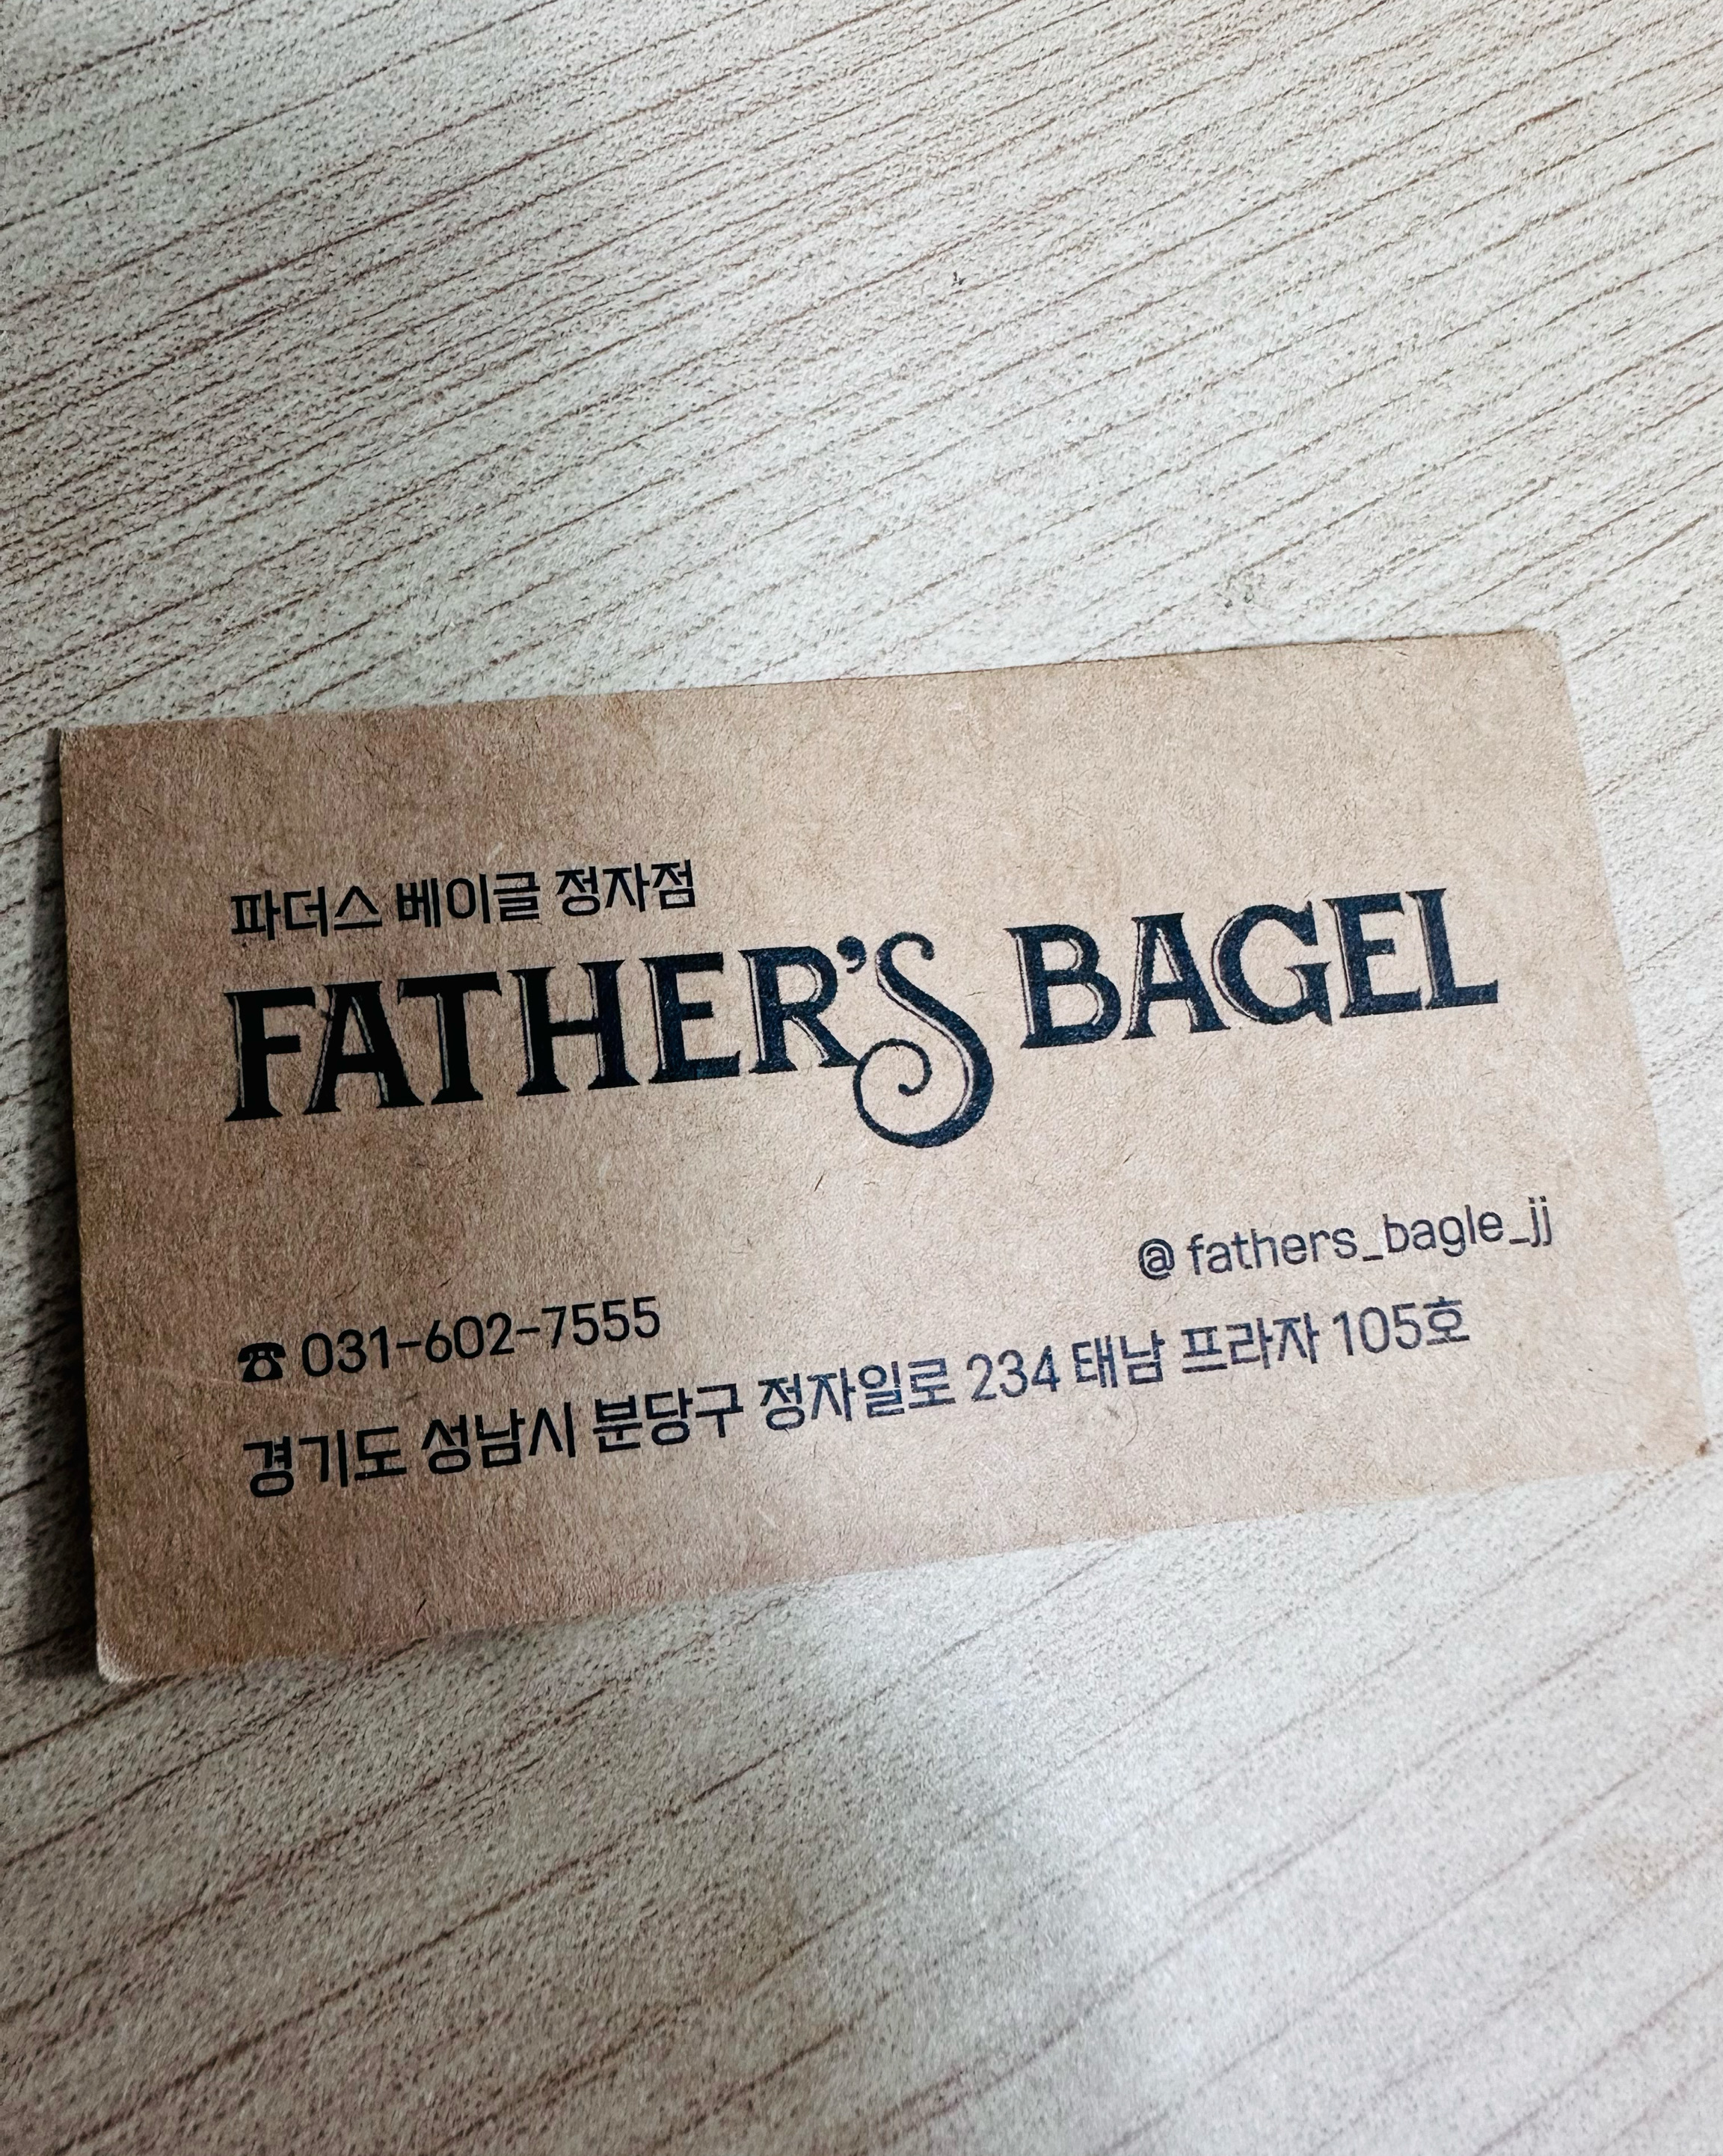 파더스 베이글 정자점
FATHER'S BAGEL
@ fathers_bagle_jj
☎ 031-602-7555
경기도 성남시 분당구 정자일로 234 태남 프라자 105호